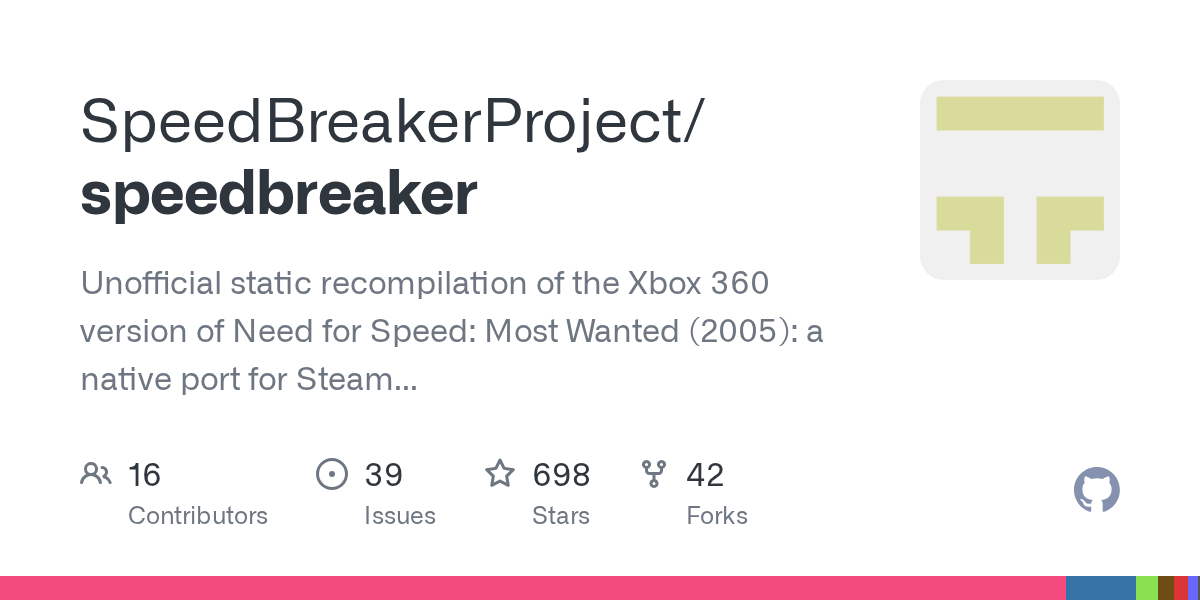 SpeedBreakerProject/
speedbreaker
Unofficial static recompilation of the Xbox 360
version of Need for Speed: Most Wanted (2005): a
native port for Steam...
16
Contributors
39
Issues
698
Stars
42
Forks